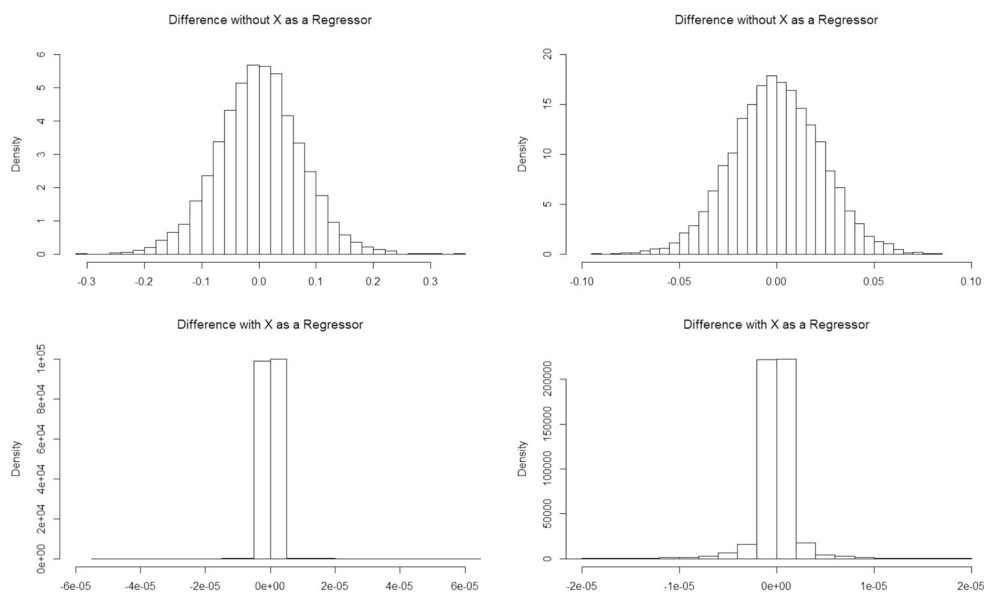 Difference without X as a Regressor
Density
6
5
4
3
2
1
0
-0.3 -0.2 -0.1 0.0 0.1 0.2 0.3
Difference without X as a Regressor
Density
20
15
10
5
0
-0.10 -0.05 0.00 0.05 0.10
Difference with X as a Regressor
Density
1e+05
8e+04
6e+04
4e+04
2e+04
0e+00
-6e-05 -2e-05 0e+00 2e-05 4e-05 6e-05
Difference with X as a Regressor
Density
200000
150000
100000
50000
0
-2e-05 -1e-05 0e+00 1e-05 2e-05